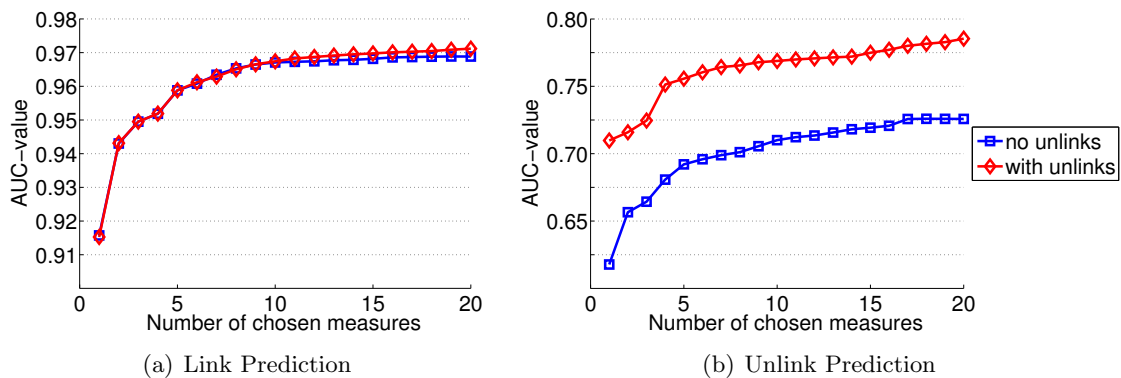 0.98
0.97
0.96
0.95
0.94
0.93
0.92
0.91
AUC−value
0
5
10
15
20
Number of chosen measures
(a) Link Prediction
0.80
0.75
0.70
0.65
AUC−value
0
5
10
15
20
Number of chosen measures
(b) Unlink Prediction
no unlinks
with unlinks